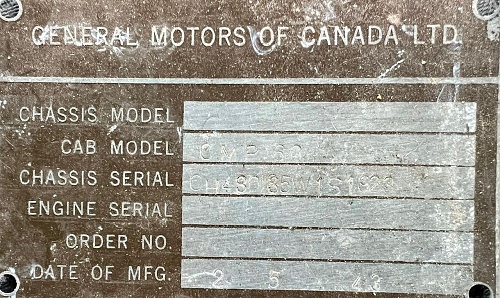 GENERAL MOTORS OF CANADA LTD.
CHASSIS MODEL
CAB MODEL
CHASSIS SERIAL
ENGINE SERIAL
ORDER NO.
DATE OF MFG. 2 5 42